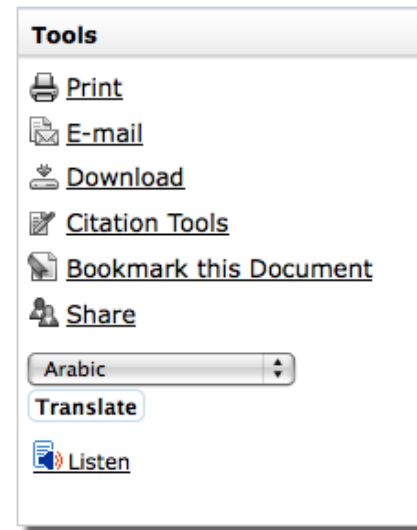 Tools
Print
E-mail
Download
Citation Tools
Bookmark this Document
Share
Arabic
Translate
Listen